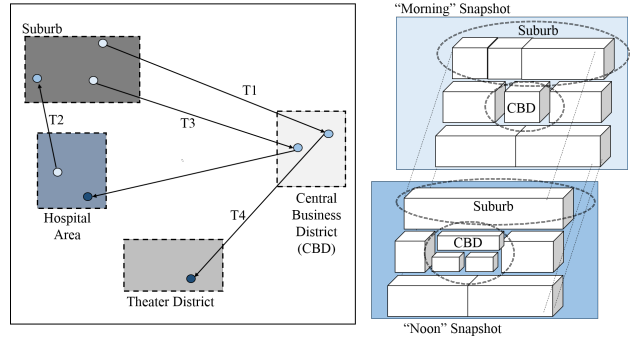 Suburb
T1
T2
T3
T4
Hospital
Area
Central
Business
District
(CBD)
Theater District
“Morning” Snapshot
Suburb
CBD
Suburb
CBD
“Noon” Snapshot